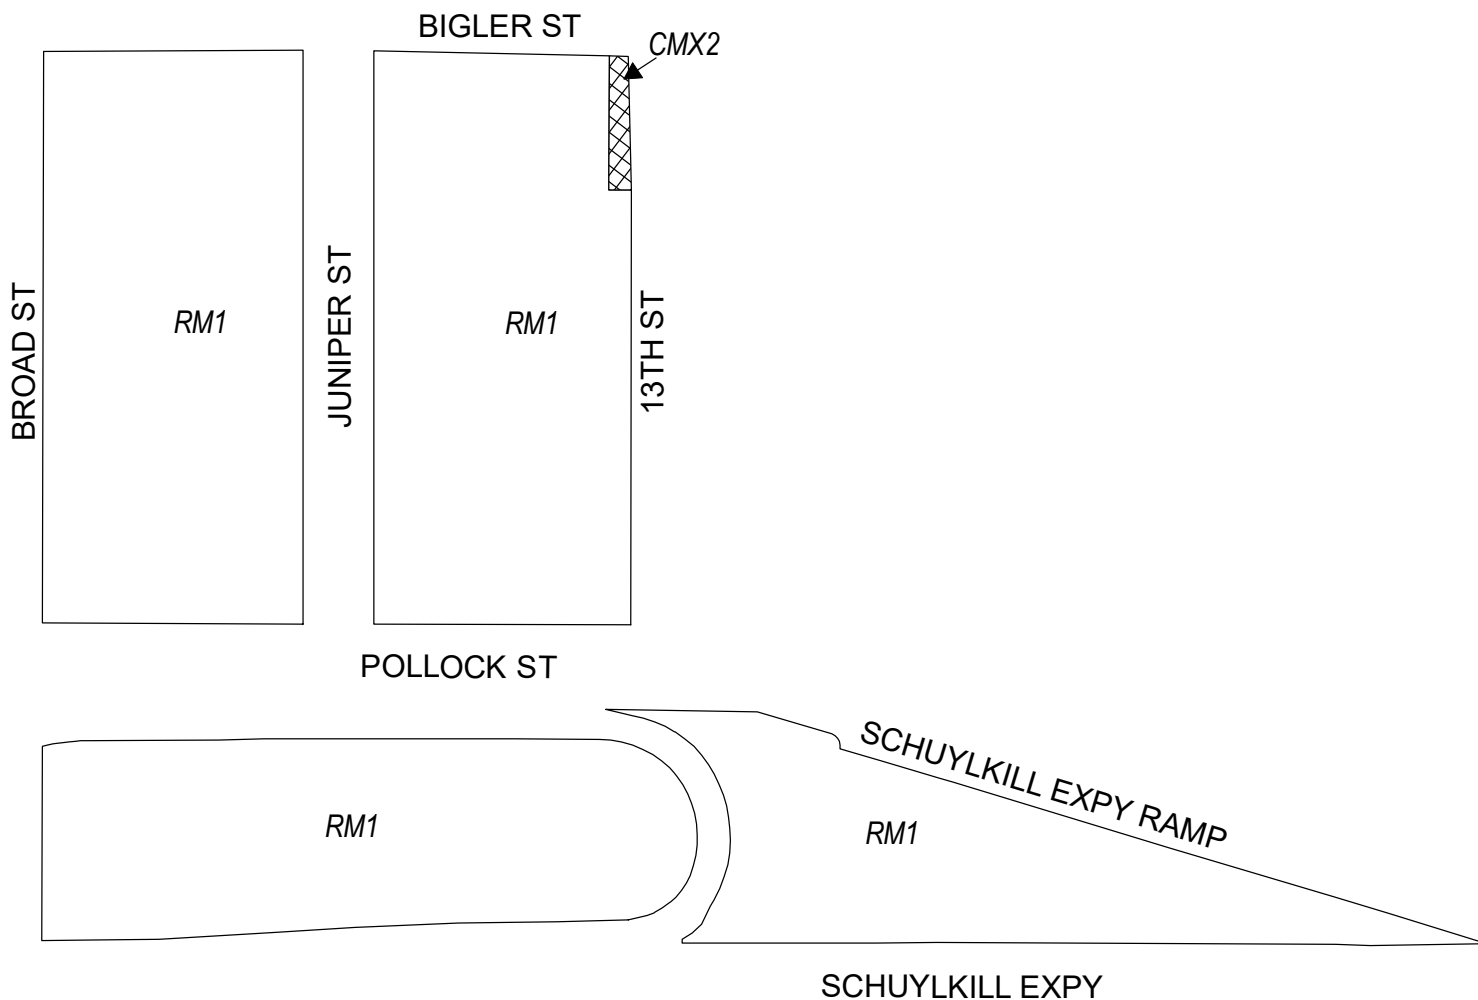 BIGLER ST
CMX2
BROAD ST
RM1
JUNIPER ST
RM1
13TH ST
POLLOCK ST
SCHUYLKILL EXPY RAMP
RM1
RM1
SCHUYLKILL EXPY